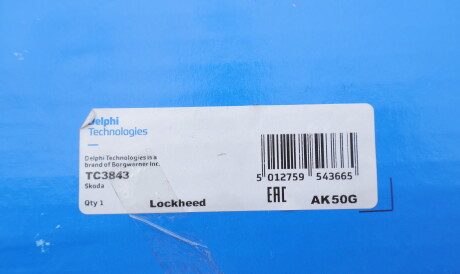 Delphi
Technologies
Delphi Technologies is a
brand of Borgwarner Inc.
TC3843
Skoda
Qty 1
Lockheed
5 012759 543665
EAC
AK50G